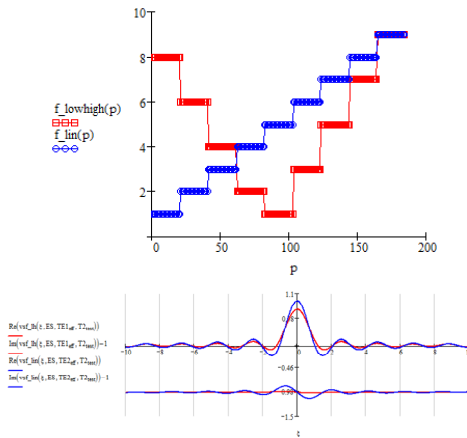 10
8
f_lowhigh(p)
6
f_lin(p)
4
2
0
50
100
150
200
p
1.1
Re(vsf_lh(ξ,ES,TE1eff,T2test))
Im(vsf_lh(ξ,ES,TE1eff,T2test))−1
−10 −8 −6 −4 −2 0 2 4 6 8
Re(vsf_lin(ξ,ES,TE2eff,T2test))
−0.46
Im(vsf_lin(ξ,ES,TE2eff,T2test))−1
−1.5
ξ